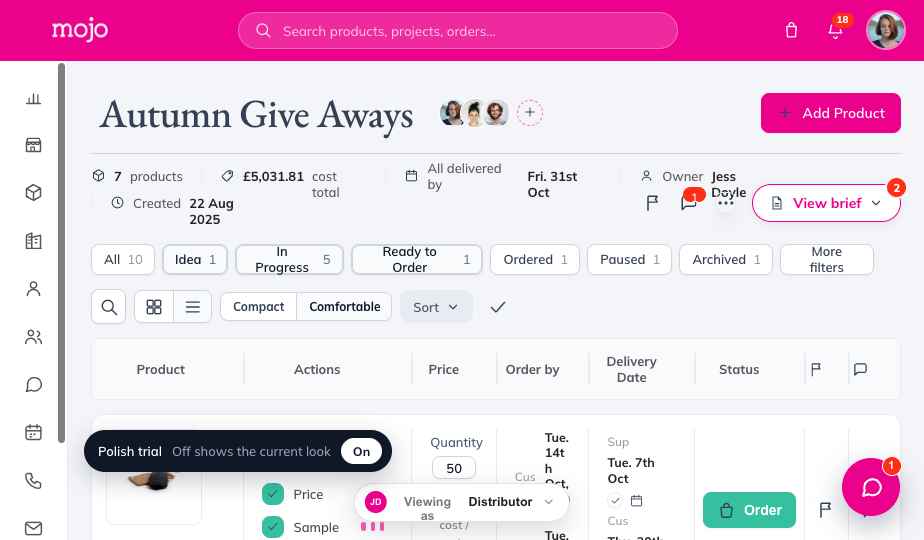 mojo
Search products, projects, orders...
18
Autumn Give Aways
Add Product
7 products
£5,031.81 cost total
All delivered by
Fri. 31st Oct
Owner Jess Doyle
Created 22 Aug 2025
1
View brief
2
All 10
Idea 1
In Progress 5
Ready to Order 1
Ordered 1
Paused 1
Archived 1
More filters
Compact
Comfortable
Sort
Product
Actions
Price
Order by
Delivery Date
Status
Polish trial
Off shows the current look
On
Price
Sample
Quantity
50
cost /
Cus
Tue. 14th Oct,
Tue.
Sup
Tue. 7th Oct
Cus
Order
JD
Viewing as
Distributor
1